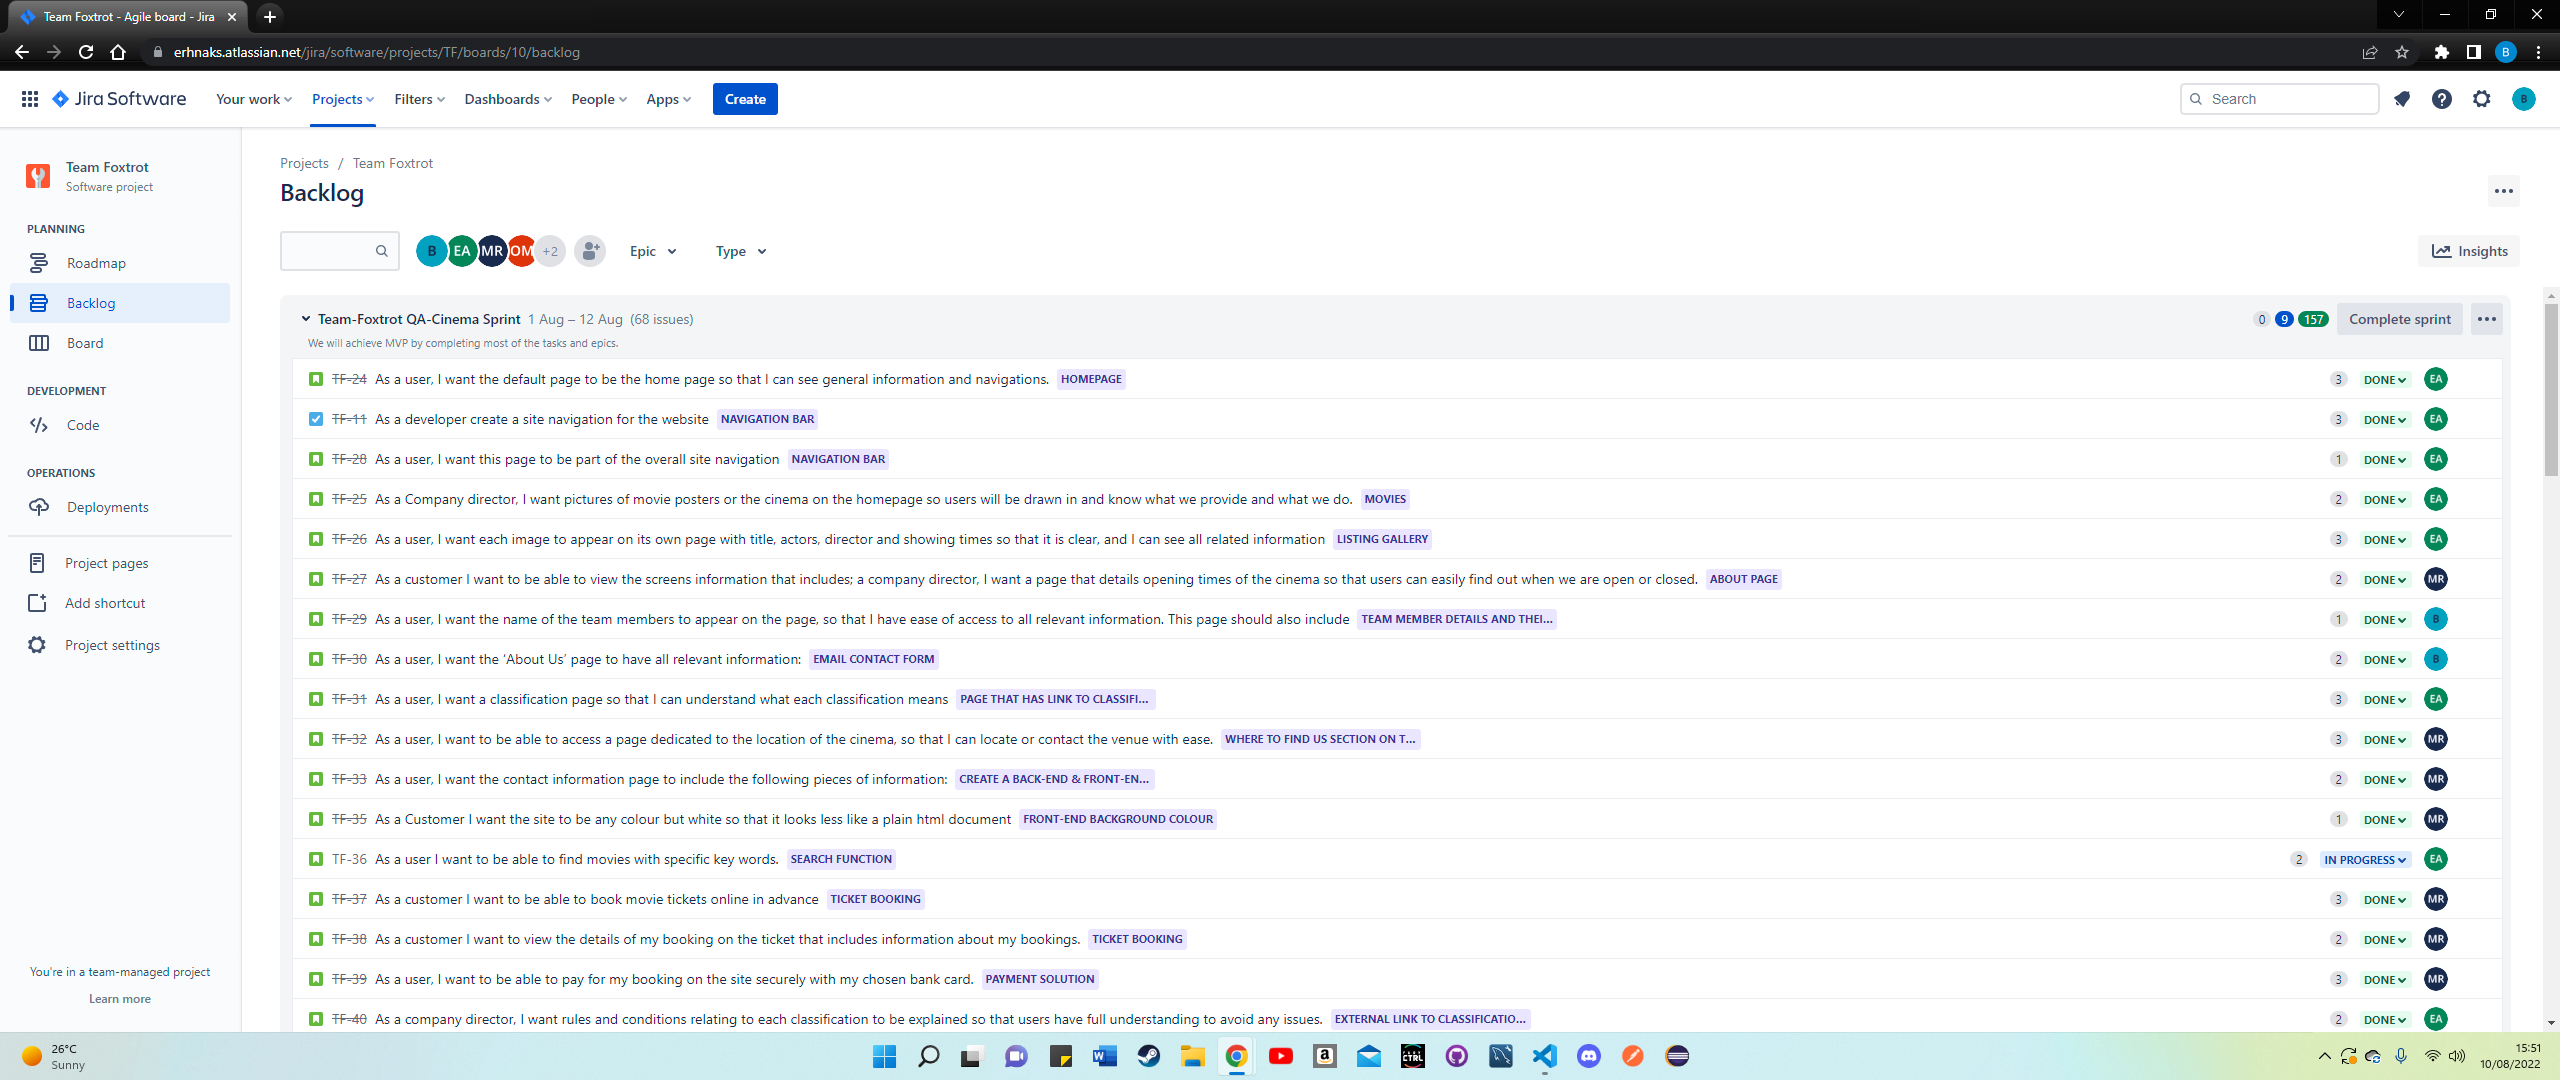 Team Foxtrot - Agile board - Jira
erhnaks.atlassian.net/jira/software/projects/TF/boards/10/backlog
B
Jira Software
Your work
Projects
Filters
Dashboards
People
Apps
Create
Search
B
Team Foxtrot
Software project
PLANNING
Roadmap
Backlog
Board
DEVELOPMENT
Code
OPERATIONS
Deployments
Project pages
Add shortcut
Project settings
You're in a team-managed project
Learn more
Projects / Team Foxtrot
Backlog
B EA MR OM +2
Epic
Type
Insights
Team-Foxtrot QA-Cinema Sprint 1 Aug – 12 Aug (68 issues) 0 9 157 Complete sprint
We will achieve MVP by completing most of the tasks and epics.
TF-24 As a user, I want the default page to be the home page so that I can see general information and navigations. HOMEPAGE 3 DONE EA
TF-11 As a developer create a site navigation for the website NAVIGATION BAR 3 DONE EA
TF-28 As a user, I want this page to be part of the overall site navigation NAVIGATION BAR 1 DONE EA
TF-25 As a Company director, I want pictures of movie posters or the cinema on the homepage so users will be drawn in and know what we provide and what we do. MOVIES 2 DONE EA
TF-26 As a user, I want each image to appear on its own page with title, actors, director and showing times so that it is clear, and I can see all related information LISTING GALLERY 3 DONE EA
TF-27 As a customer I want to be able to view the screens information that includes; a company director, I want a page that details opening times of the cinema so that users can easily find out when we are open or closed. ABOUT PAGE 2 DONE MR
TF-29 As a user, I want the name of the team members to appear on the page, so that I have ease of access to all relevant information. This page should also include TEAM MEMBER DETAILS AND THEI... 1 DONE B
TF-30 As a user, I want the ‘About Us’ page to have all relevant information: EMAIL CONTACT FORM 2 DONE B
TF-31 As a user, I want a classification page so that I can understand what each classification means PAGE THAT HAS LINK TO CLASSIFI... 3 DONE EA
TF-32 As a user, I want to be able to access a page dedicated to the location of the cinema, so that I can locate or contact the venue with ease. WHERE TO FIND US SECTION ON T... 3 DONE MR
TF-33 As a user, I want the contact information page to include the following pieces of information: CREATE A BACK-END & FRONT-EN... 2 DONE MR
TF-35 As a Customer I want the site to be any colour but white so that it looks less like a plain html document FRONT-END BACKGROUND COLOUR 1 DONE MR
TF-36 As a user I want to be able to find movies with specific key words. SEARCH FUNCTION 2 IN PROGRESS EA
TF-37 As a customer I want to be able to book movie tickets online in advance TICKET BOOKING 3 DONE MR
TF-38 As a customer I want to view the details of my booking on the ticket that includes information about my bookings. TICKET BOOKING 2 DONE MR
TF-39 As a user, I want to be able to pay for my booking on the site securely with my chosen bank card. PAYMENT SOLUTION 3 DONE MR
TF-40 As a company director, I want rules and conditions relating to each classification to be explained so that users have full understanding to avoid any issues. EXTERNAL LINK TO CLASSIFICATIO... 2 DONE EA
26°C
Sunny
CTRL
15:51
10/08/2022